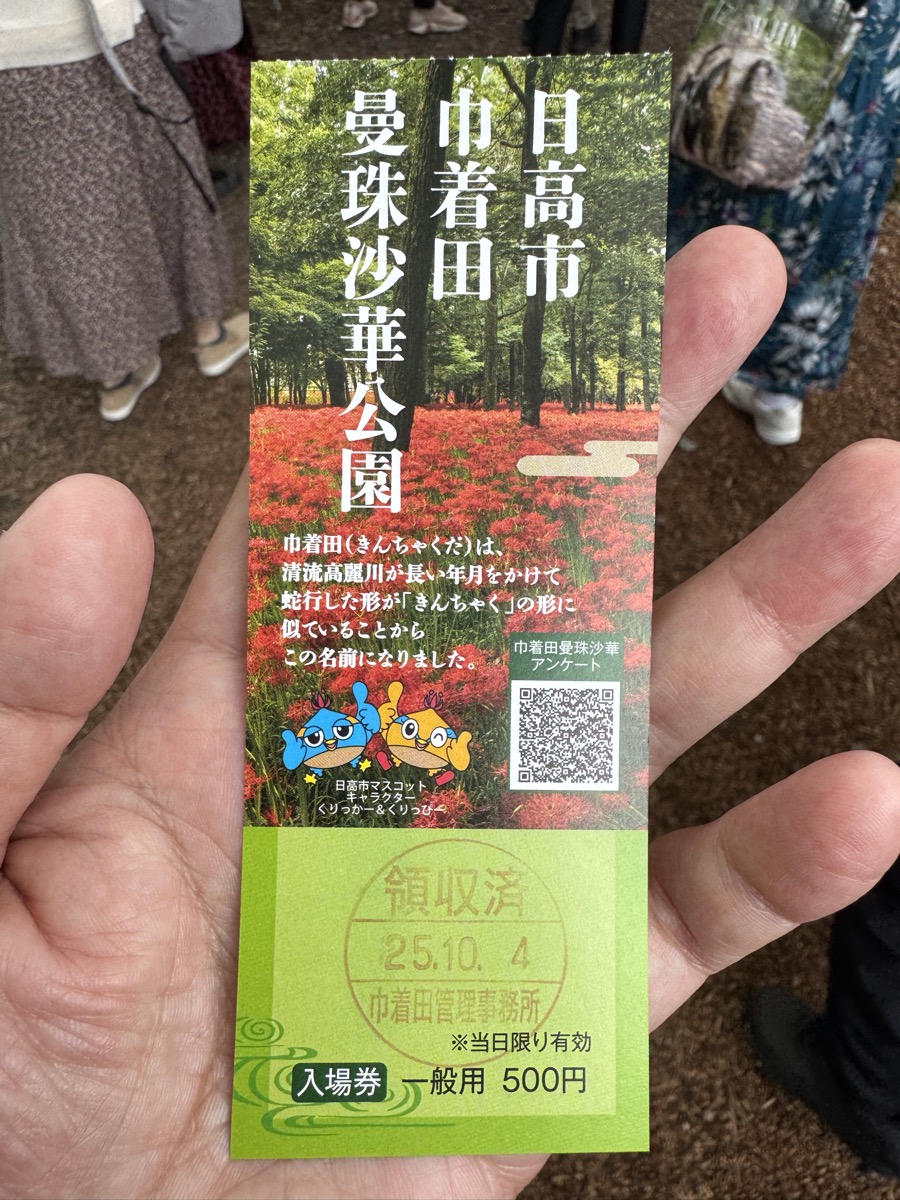 日高市
巾着田
曼珠沙華公園
巾着田(きんちゃくだ)は、
清流高麗川が長い年月をかけて
蛇行した形が「きんちゃく」の形に
似ていることから
この名前になりました。
巾着田曼珠沙華
アンケート
日高市マスコット
キャラクター
くりっかー&くりっぴー
領収済
25.10. 4
巾着田管理事務所
※当日限り有効
入場券 一般用 500円